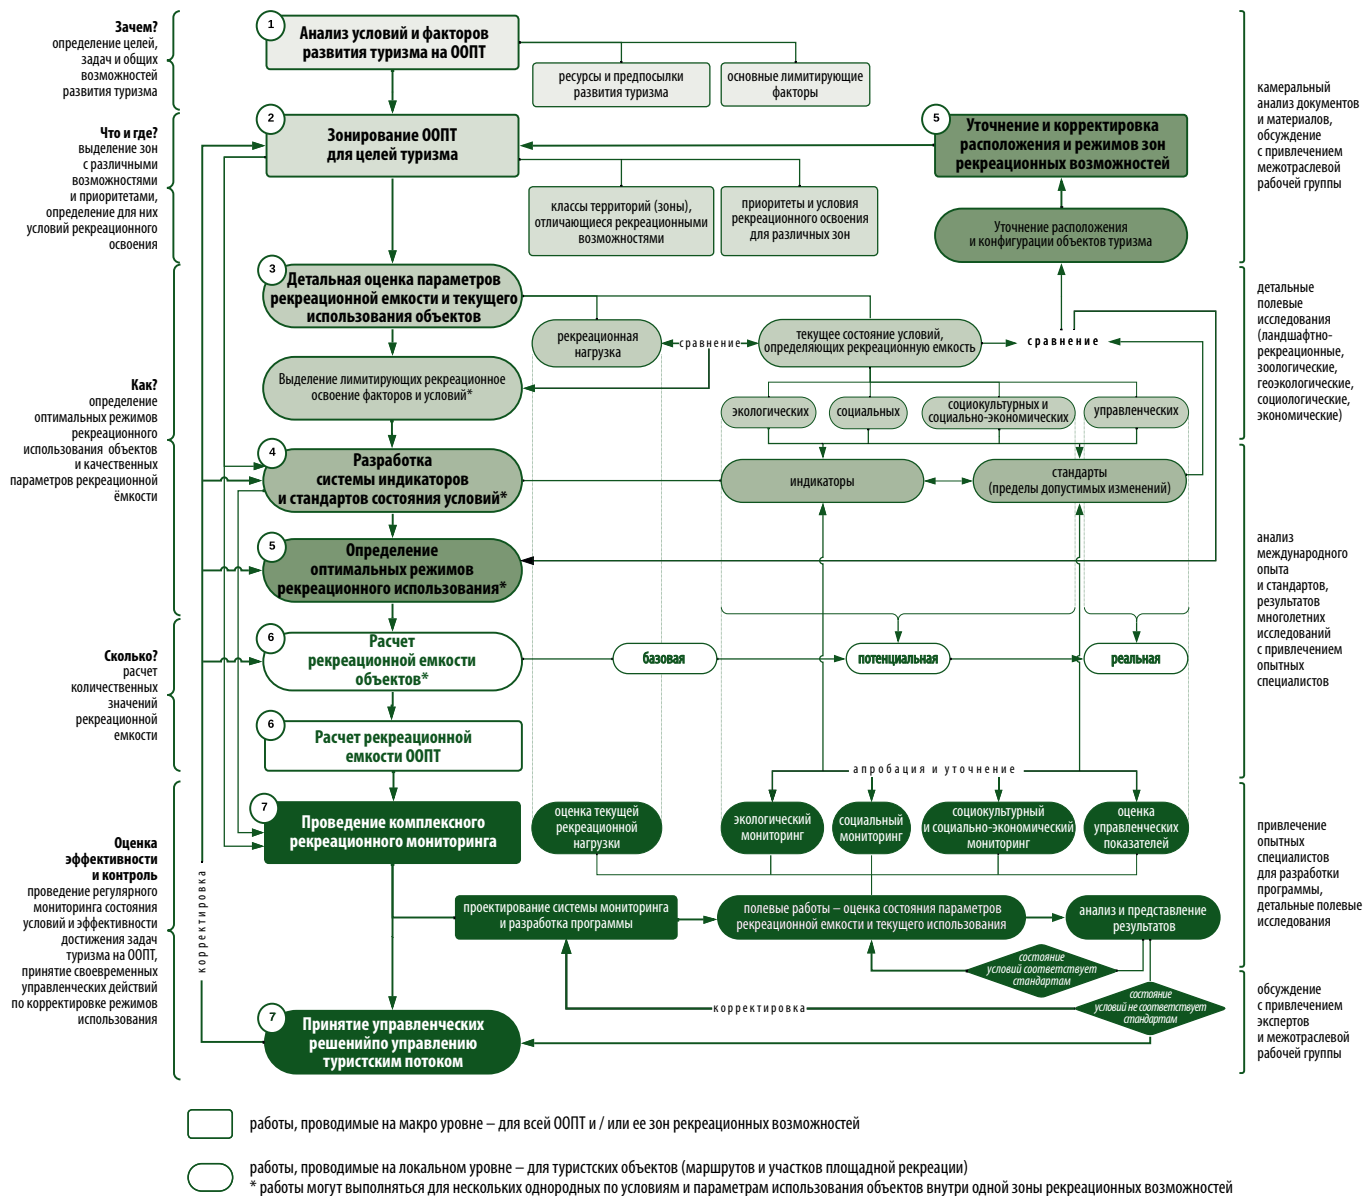 Зачем?
определение целей,
задач и общих
возможностей
развития туризма
1
Анализ условий и факторов
развития туризма на ООПТ
ресурсы и предпосылки
развития туризма
основные лимитирующие
факторы
камеральный
анализ документов
и материалов,
обсуждение
с привлечением
межотраслевой
рабочей группы
Что и где?
выделение зон
с различными
возможностями
и приоритетами,
определение для них
условий рекреационного
освоения
2
Зонирование ООПТ
для целей туризма
классы территорий (зоны),
отличающиеся рекреационными
возможностями
приоритеты и условия
рекреационного освоения
для различных зон
5
Уточнение и корректировка
расположения и режимов зон
рекреационных возможностей
Уточнение расположения
и конфигурации объектов туризма
Как?
определение
оптимальных режимов
рекреационного
использования объектов
и качественных
параметров рекреационной
ёмкости
3
Детальная оценка параметров
рекреационной емкости и текущего
использования объектов
рекреационная
нагрузка
сравнение
текущее состояние условий,
определяющих рекреационную емкость
сравнение
детальные
полевые
исследования
(ландшафтно-
рекреационные,
зоологические,
геоэкологические,
социологические,
экономические)
Выделение лимитирующих рекреационное
освоение факторов и условий*
экологических
социальных
социокультурных и
социально-экономических
управленческих
4
Разработка
системы индикаторов
и стандартов состояния условий*
индикаторы
стандарты
(пределы допустимых изменений)
5
Определение
оптимальных режимов
рекреационного использования*
анализ
международного
опыта
и стандартов,
результатов
многолетних
исследований
с привлечением
опытных
специалистов
Сколько?
расчет
количественных
значений
рекреационной
емкости
6
Расчет
рекреационной емкости
объектов*
базовая
потенциальная
реальная
6
Расчет рекреационной
емкости ООПТ
апробация и уточнение
Оценка
эффективности
и контроль
проведение регулярного
мониторинга состояния
условий и эффективности
достижения задач
туризма на ООПТ,
принятие своевременных
управленческих действий
по корректировке режимов
использования
корректировка
7
Проведение комплексного
рекреационного мониторинга
оценка текущей
рекреационной
нагрузки
экологический
мониторинг
социальный
мониторинг
социокультурный
и социально-экономический
мониторинг
оценка
управленческих
показателей
привлечение
опытных
специалистов
для разработки
программы,
детальные полевые
исследования
проектирование системы мониторинга
и разработка программы
полевые работы – оценка состояния параметров
рекреационной емкости и текущего использования
анализ и представление
результатов
состояние
условий соответствует
стандартам
корректировка
состояние
условий не соответствует
стандартам
обсуждение
с привлечением
экспертов
и межотраслевой
рабочей группы
7
Принятие управленческих
решенийпо управлению
туристским потоком
работы, проводимые на макро уровне – для всей ООПТ и / или ее зон рекреационных возможностей
работы, проводимые на локальном уровне – для туристских объектов (маршрутов и участков площадной рекреации)
* работы могут выполняться для нескольких однородных по условиям и параметрам использования объектов внутри одной зоны рекреационных возможностей